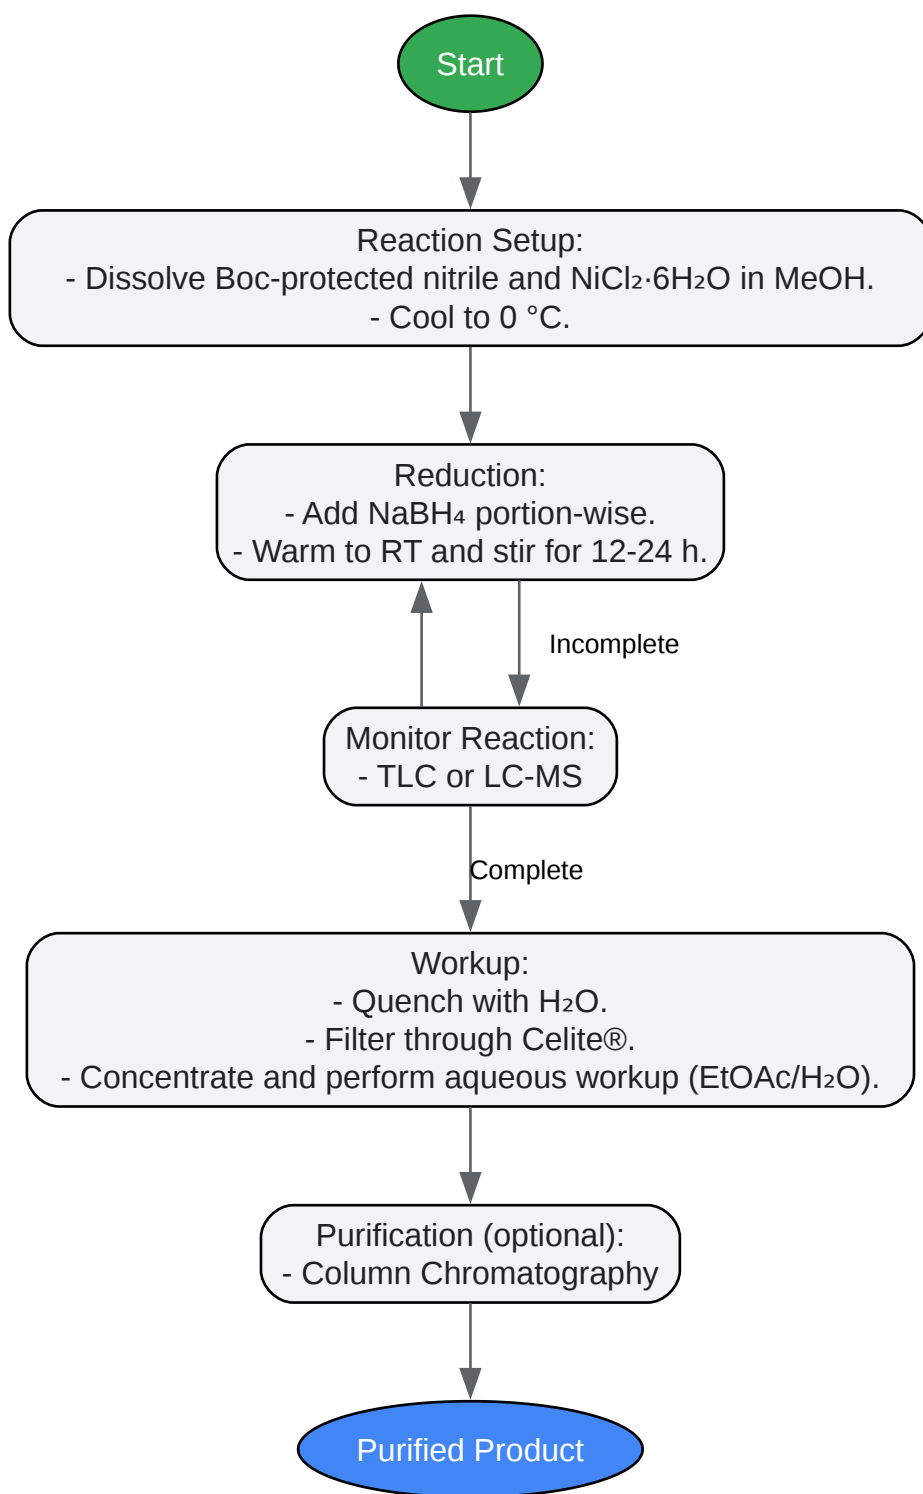 Start
Reaction Setup:
- Dissolve Boc-protected nitrile and NiCl₂·6H₂O in MeOH.
- Cool to 0 °C.
Reduction:
- Add NaBH₄ portion-wise.
- Warm to RT and stir for 12-24 h.
Incomplete
Monitor Reaction:
- TLC or LC-MS
Complete
Workup:
- Quench with H₂O.
- Filter through Celite®.
- Concentrate and perform aqueous workup (EtOAc/H₂O).
Purification (optional):
- Column Chromatography
Purified Product